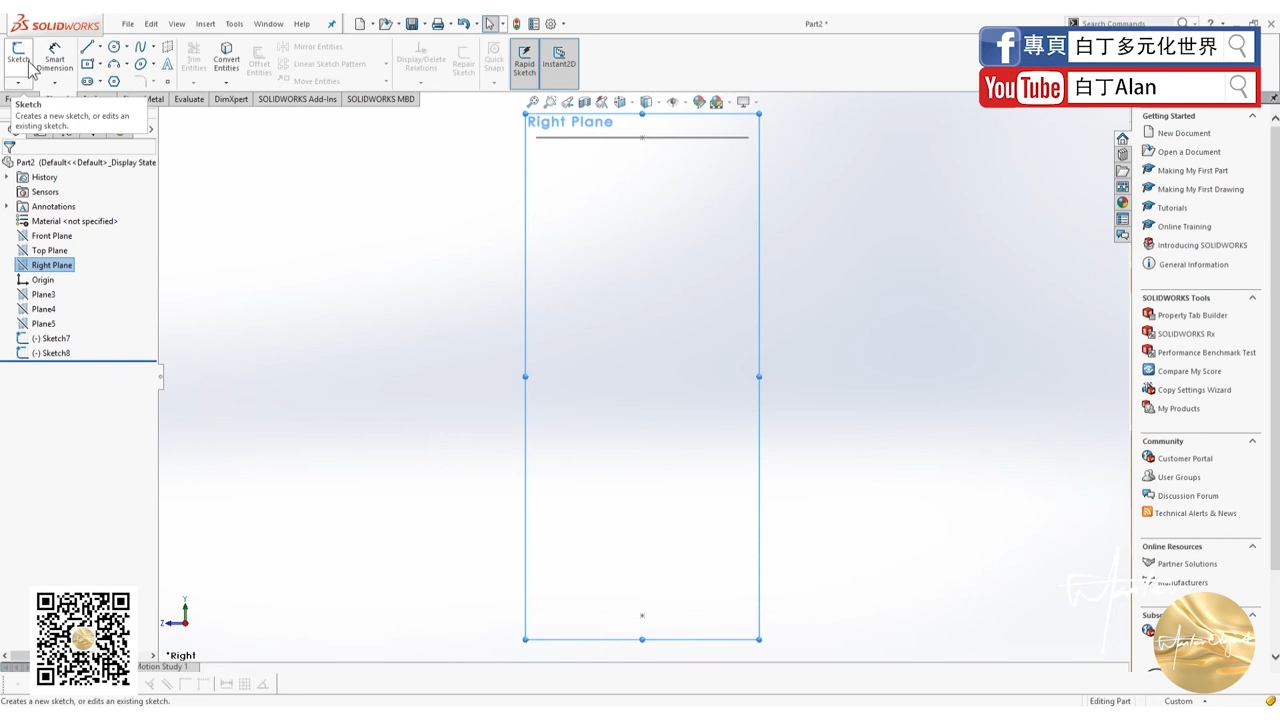 SOLIDWORKS
File Edit View Insert Tools Window Help
Part2 *
Search Commands
Sketch
Smart Dimension
Trim Entities
Convert Entities
Offset Entities
Mirror Entities
Linear Sketch Pattern
Move Entities
Display/Delete Relations
Repair Sketch
Quick Snaps
Rapid Sketch
Instant2D
Evaluate DimXpert SOLIDWORKS Add-Ins SOLIDWORKS MBD
Sketch
Creates a new sketch, or edits an
existing sketch.
專頁 白丁多元化世界
YouTube 白丁Alan
Part2 (Default<<Default>_Display State
History
Sensors
Annotations
Material <not specified>
Front Plane
Top Plane
Right Plane
Origin
Plane3
Plane4
Plane5
(-) Sketch7
(-) Sketch8
Right Plane
Y
Z
*Right
Getting Started
New Document
Open a Document
Making My First Part
Making My First Drawing
Tutorials
Online Training
Introducing SOLIDWORKS
General Information
SOLIDWORKS Tools
Property Tab Builder
SOLIDWORKS Rx
Performance Benchmark Test
Compare My Score
Copy Settings Wizard
My Products
Community
Customer Portal
User Groups
Discussion Forum
Technical Alerts & News
Online Resources
Partner Solutions
Manufacturers
Motion Study 1
Creates a new sketch, or edits an existing sketch.
Editing Part
Custom